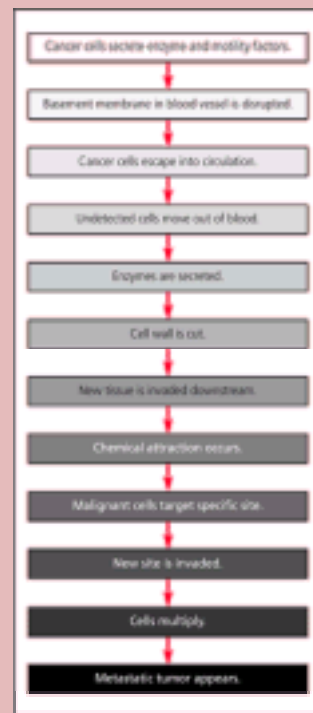 Cancer cells secrete enzyme and motility factors.
Basement membrane in blood vessel is disrupted.
Cancer cells escape into circulation.
Undetected cells move out of blood.
Enzymes are secreted.
Cell wall is cut.
New tissue is invaded downstream.
Chemical attraction occurs.
Malignant cells target specific site.
New site is invaded.
Cells multiply.
Metastatic tumor appears.